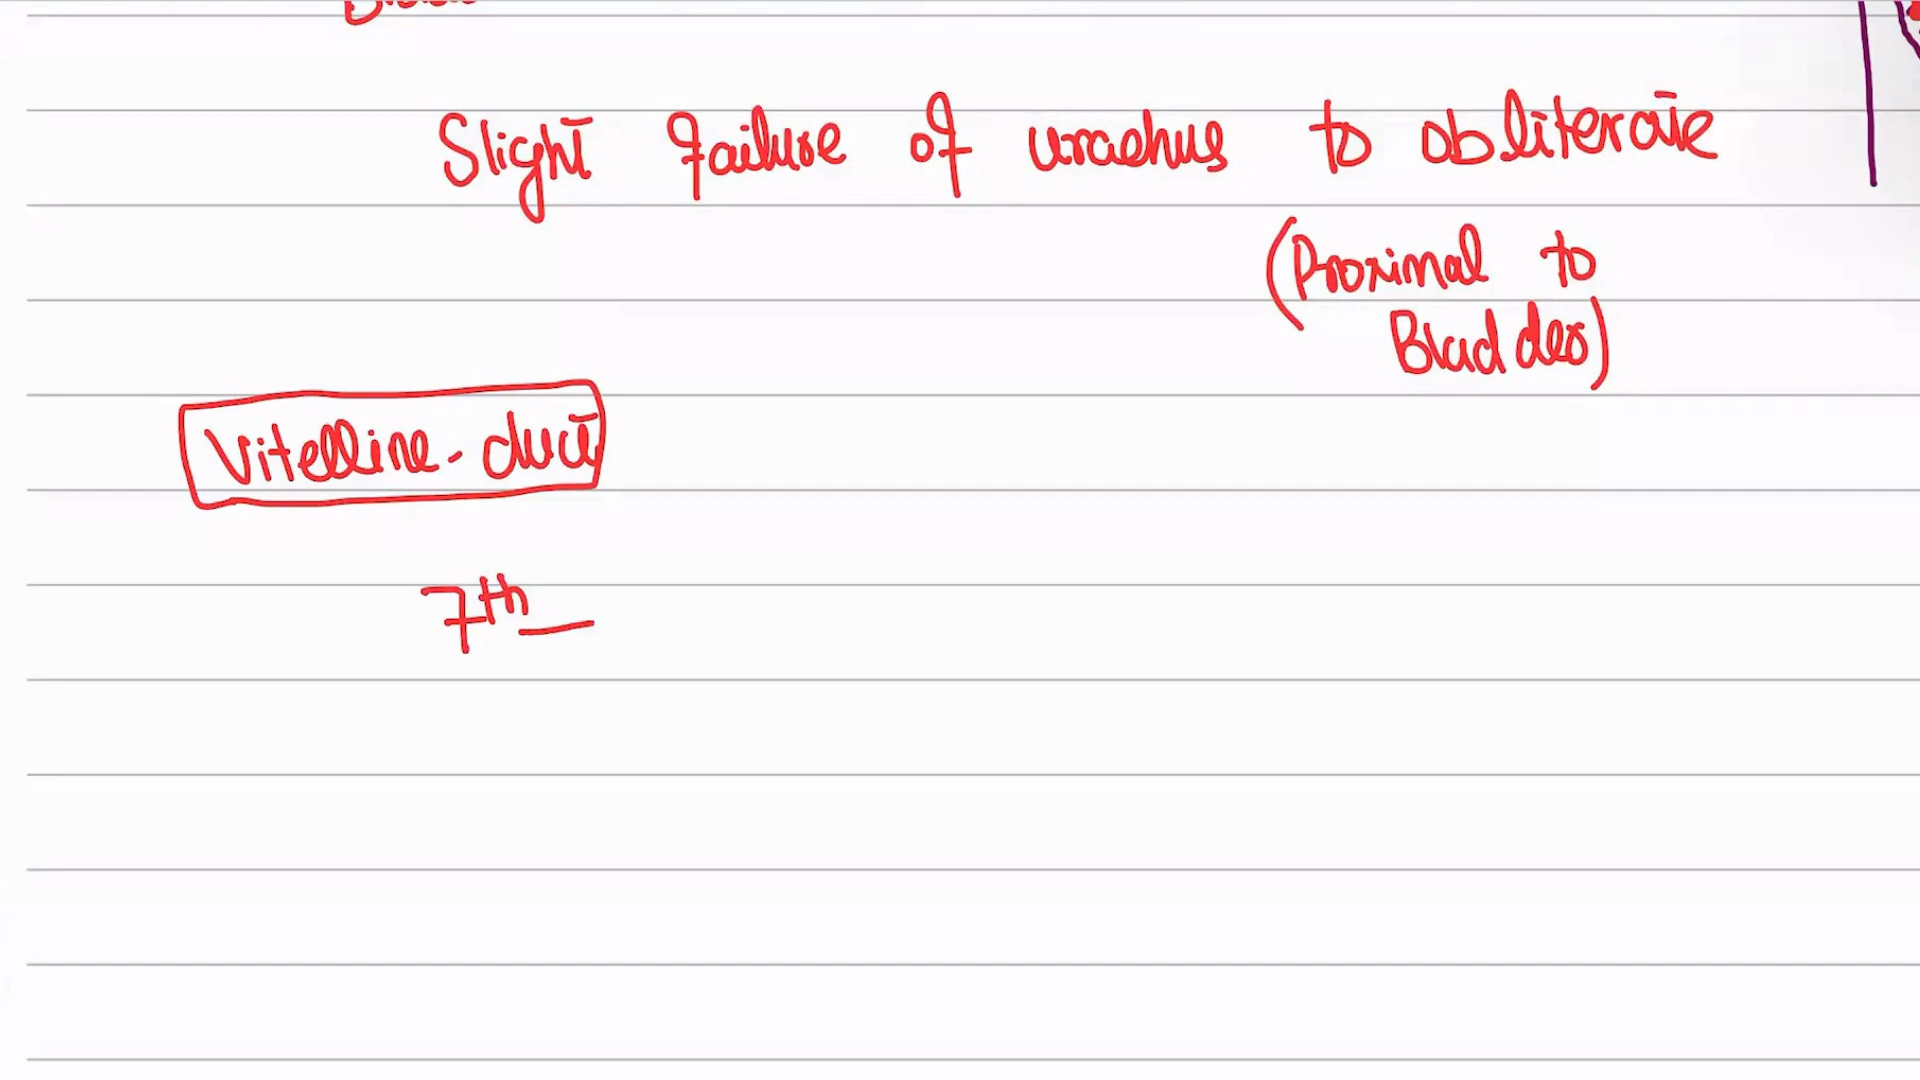 Slight failure of urachus to obliterate
(Proximal to
Bladder)
Vitelline-duct
7th